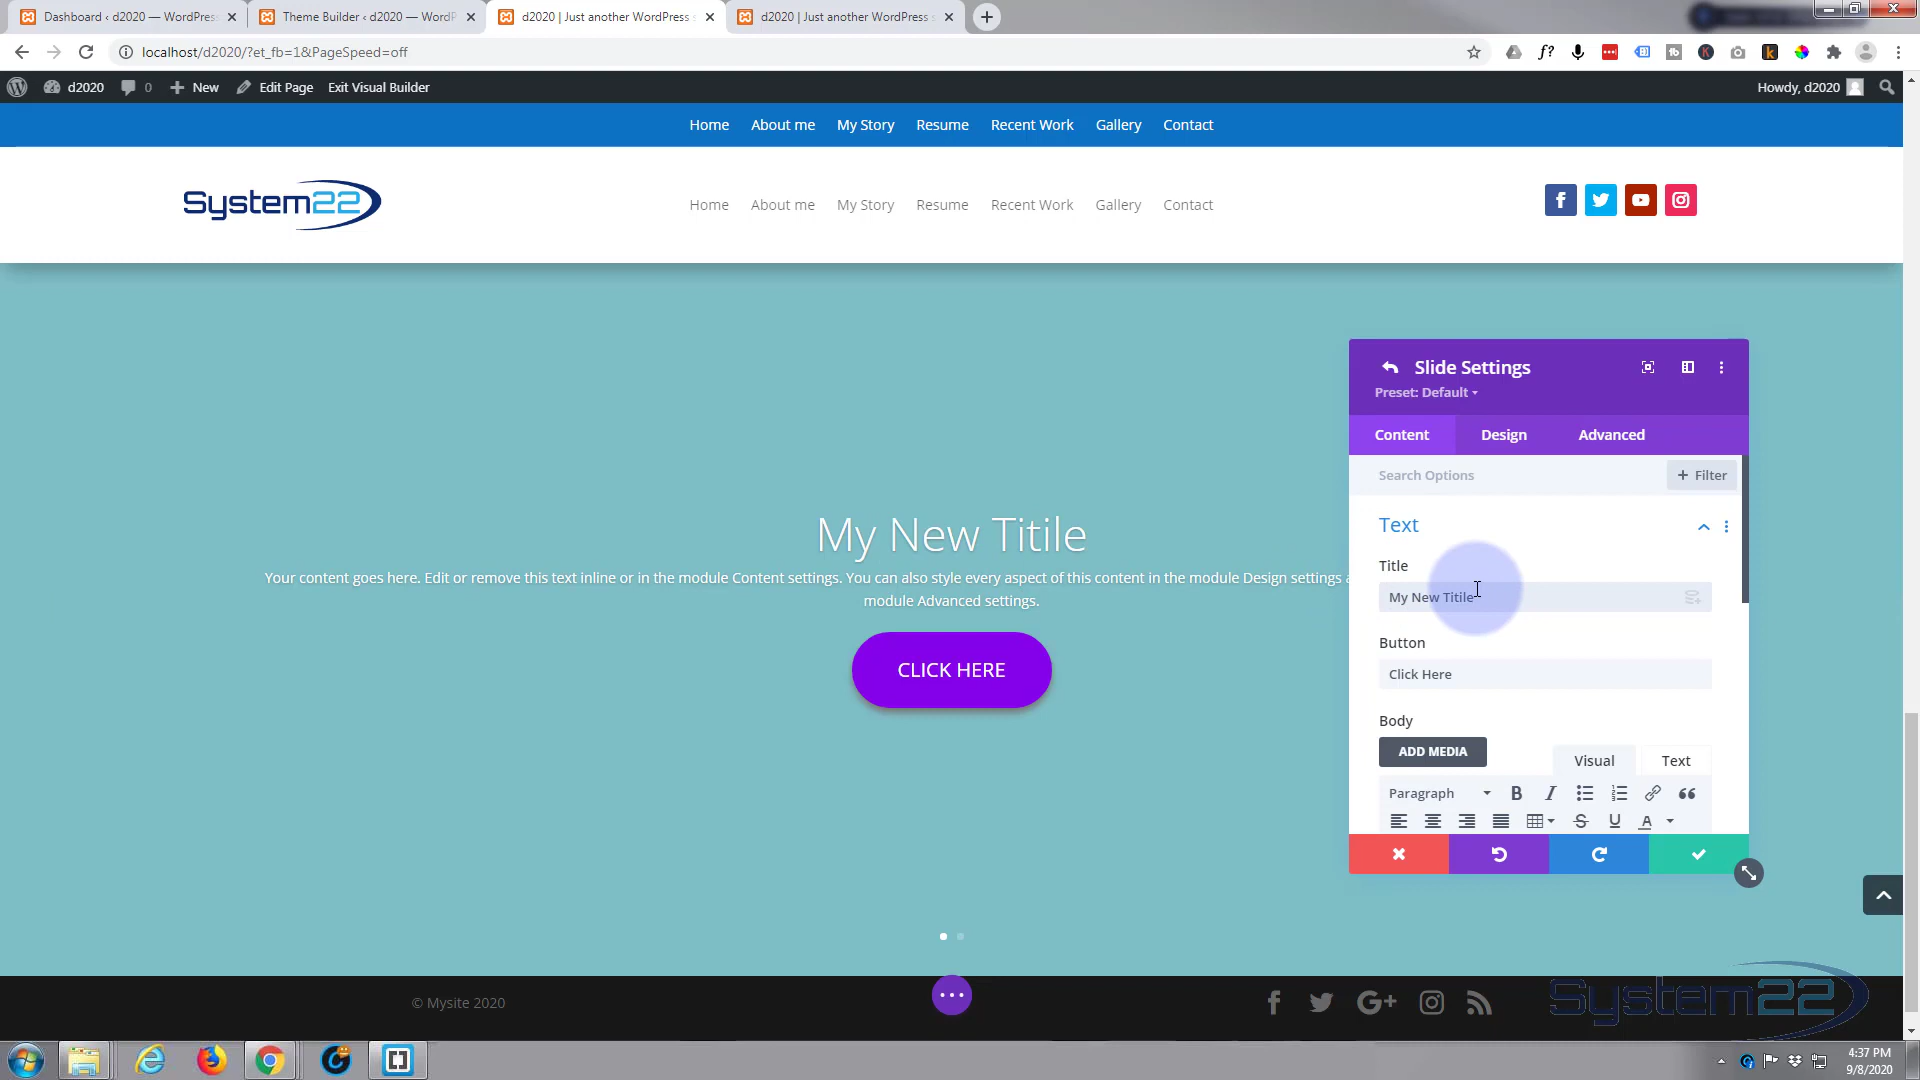 Dashboard ‹ d2020 — WordPress
Theme Builder ‹ d2020 — WordP
d2020 | Just another WordPress s
d2020 | Just another WordPress s
localhost/d2020/?et_fb=1&PageSpeed=off
d2020 0 New Edit Page Exit Visual Builder Howdy, d2020
Home About me My Story Resume Recent Work Gallery Contact
System22
Home About me My Story Resume Recent Work Gallery Contact
Slide Settings
Preset: Default
Content Design Advanced
Search Options + Filter
Text
Title
My New Titile
Button
Click Here
Body
ADD MEDIA
Visual Text
Paragraph
My New Titile
Your content goes here. Edit or remove this text inline or in the module Content settings. You can also style every aspect of this content in the module Design settings a
module Advanced settings.
CLICK HERE
© Mysite 2020
System22
4:37 PM
9/8/2020